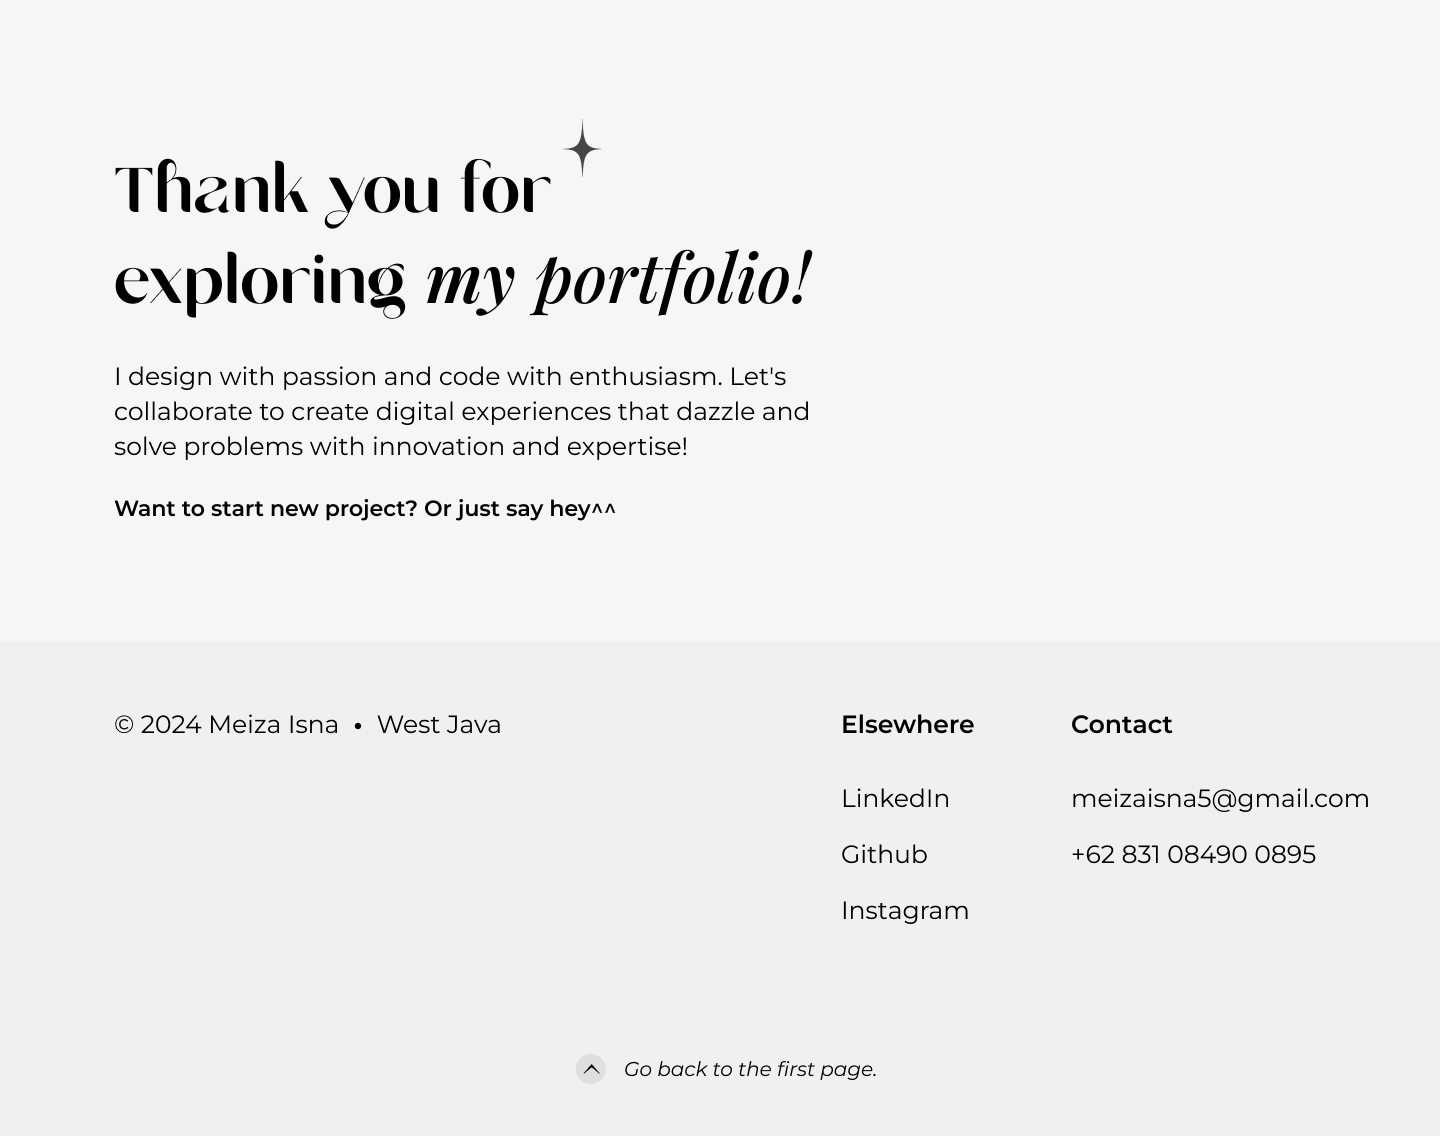 Thank you for
exploring my portfolio!
I design with passion and code with enthusiasm. Let's
collaborate to create digital experiences that dazzle and
solve problems with innovation and expertise!
Want to start new project? Or just say hey^^
© 2024 Meiza Isna • West Java
Elsewhere
LinkedIn
Github
Instagram
Contact
meizaisna5@gmail.com
+62 831 08490 0895
Go back to the first page.